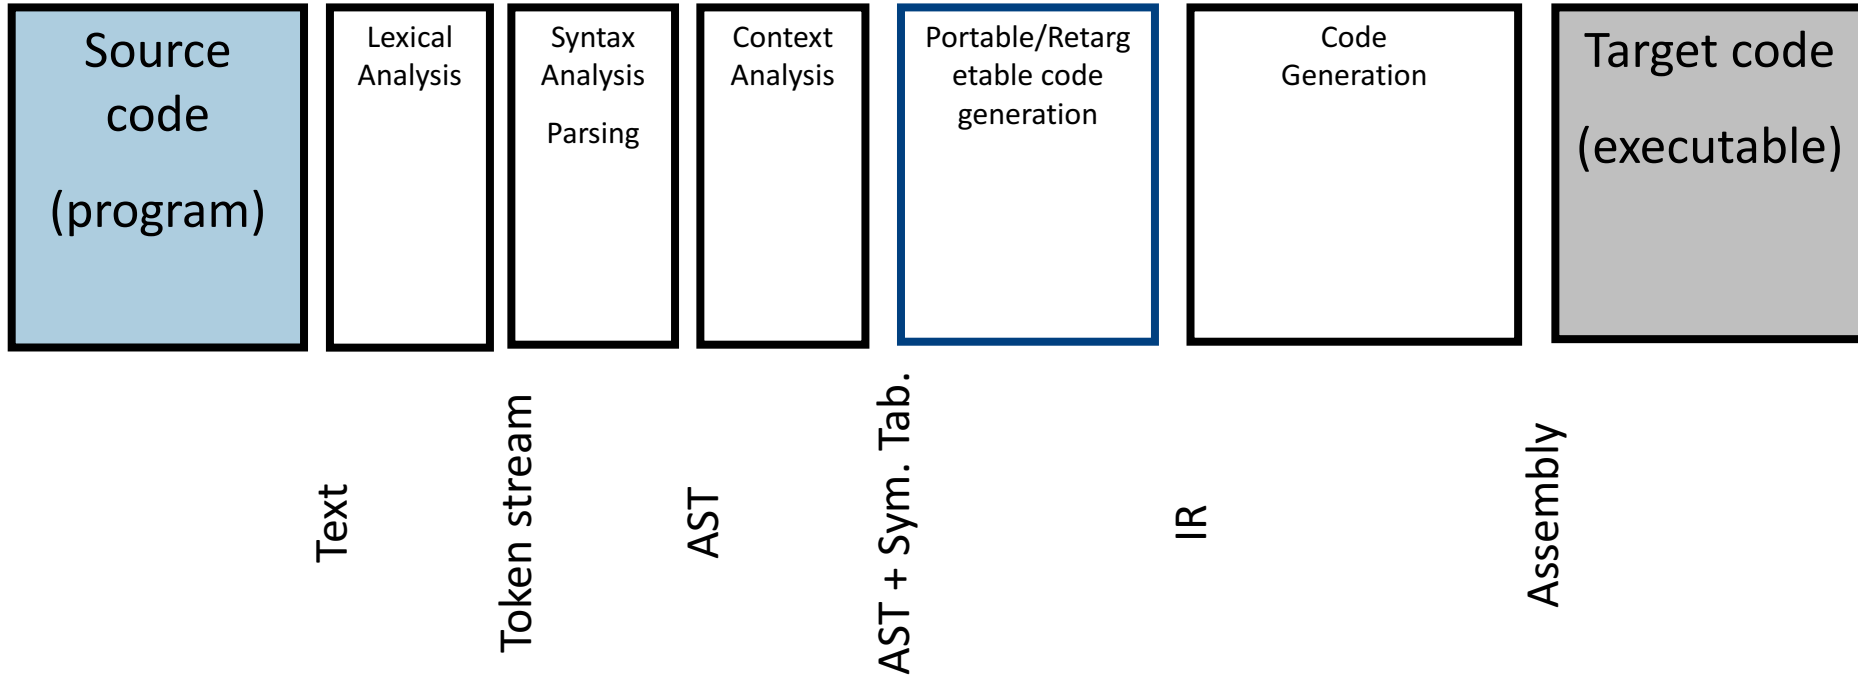 Source
code
(program)
Lexical
Analysis
Syntax
Analysis
Parsing
Context
Analysis
Portable/Retarg
etable code
generation
Code
Generation
Target code
(executable)
Text
Token stream
AST
AST + Sym. Tab.
IR
Assembly